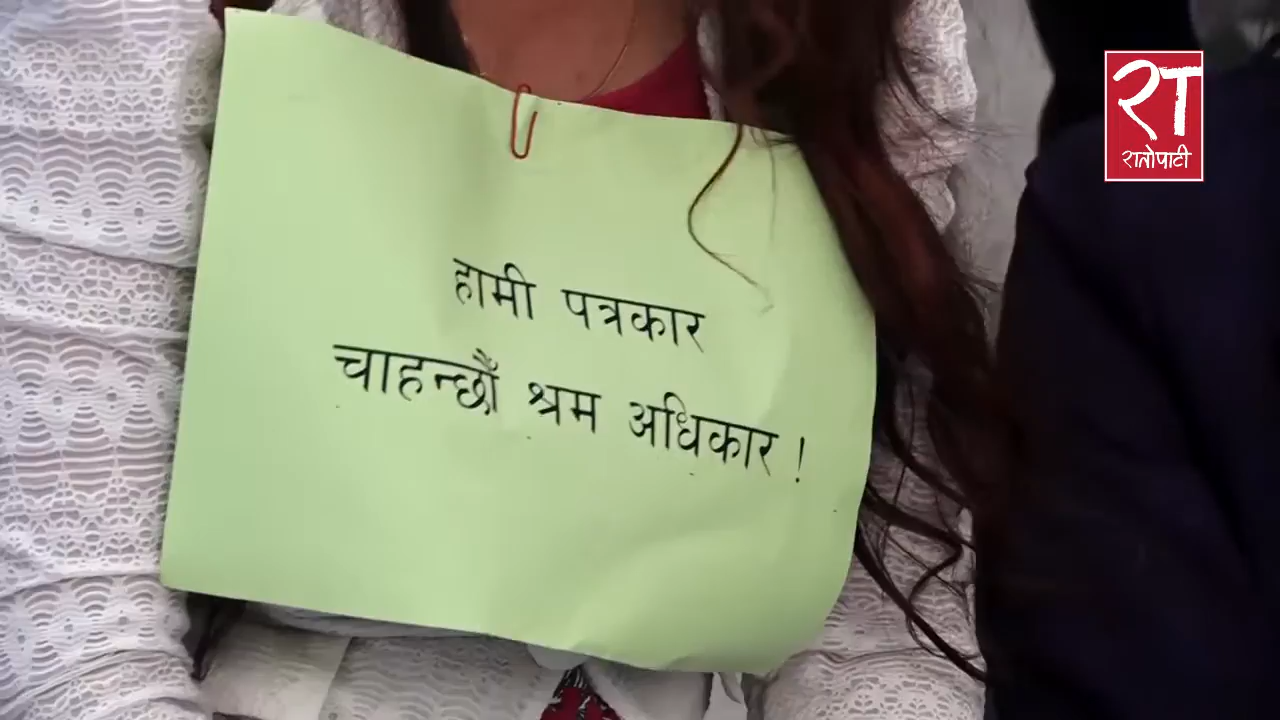 हामी पत्रकार
चाहन्छौँ श्रम अधिकार !
रा
रातोपाटी